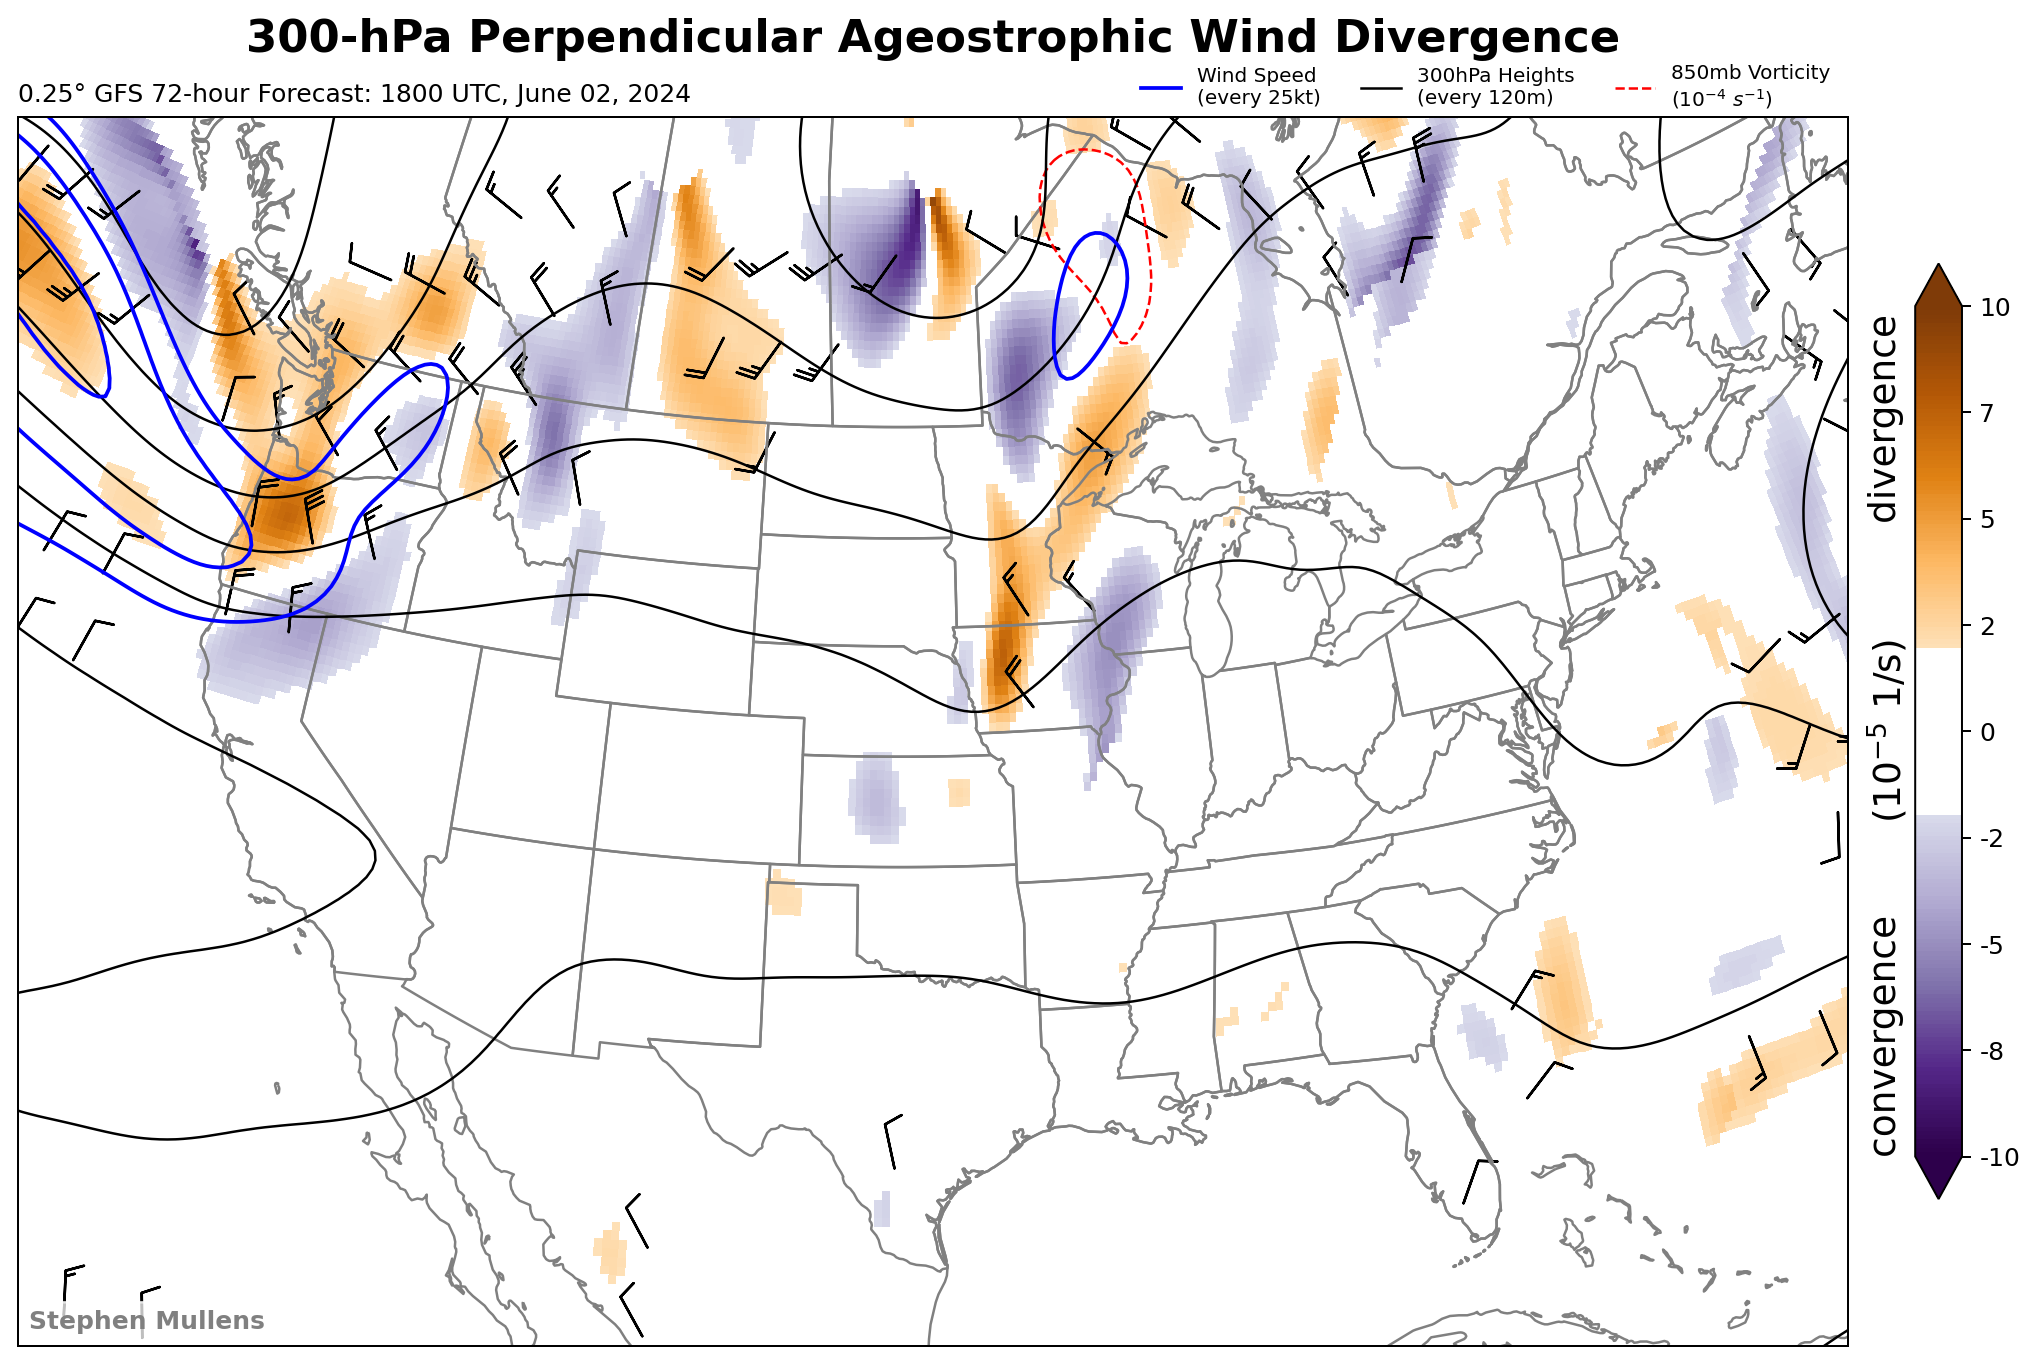 300-hPa Perpendicular Ageostrophic Wind Divergence
0.25° GFS 72-hour Forecast: 1800 UTC, June 02, 2024
Wind Speed
(every 25kt)
300hPa Heights
(every 120m)
850mb Vorticity
(10⁻⁴ s⁻¹)
10
7
5
2
0
-2
-5
-8
-10
convergence (10⁻⁵ 1/s) divergence
Stephen Mullens